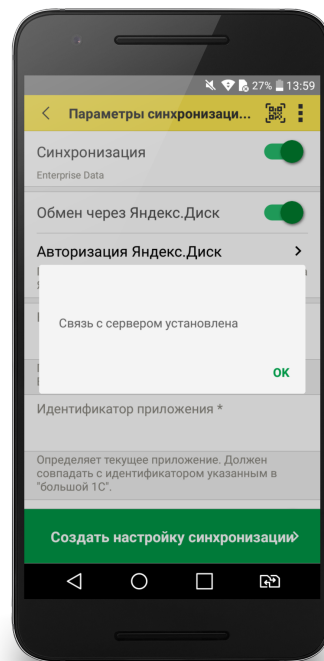 27% 13:59
Параметры синхронизаци...
Синхронизация
Enterprise Data
Обмен через Яндекс.Диск
Авторизация Яндекс.Диск
Связь с сервером установлена
OK
Идентификатор приложения *
Определяет текущее приложение. Должен
совпадать с идентификатором указанным в
"большой 1С".
Создать настройку синхронизации